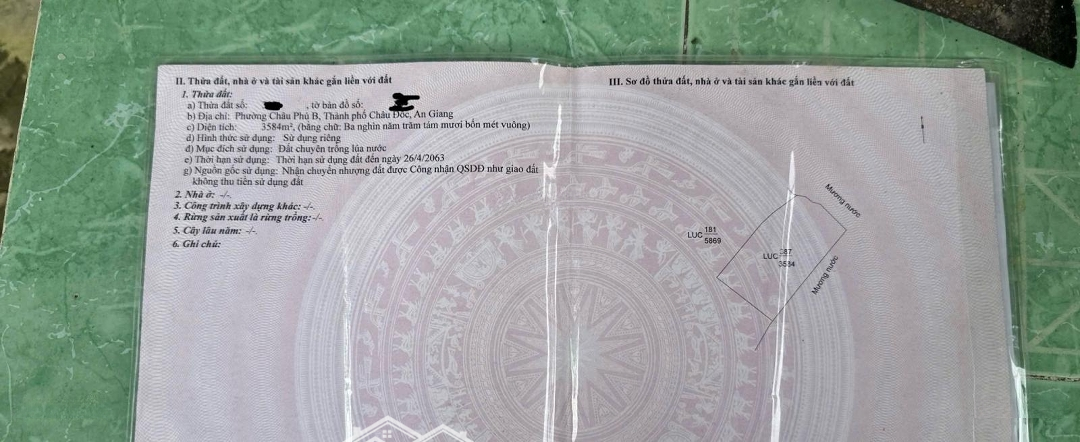 II. Thửa đất, nhà ở và tài sản khác gắn liền với đất
1. Thửa đất:
a) Thửa đất số: , tờ bản đồ số:
b) Địa chỉ: Phường Châu Phú B, Thành phố Châu Đốc, An Giang
c) Diện tích: 3584m², (bằng chữ: Ba nghìn năm trăm tám mươi bốn mét vuông)
d) Hình thức sử dụng: Sử dụng riêng
đ) Mục đích sử dụng: Đất chuyên trồng lúa nước
e) Thời hạn sử dụng: Thời hạn sử dụng đất đến ngày 26/4/2063
g) Nguồn gốc sử dụng: Nhận chuyển nhượng đất được Công nhận QSDĐ như giao đất
không thu tiền sử dụng đất
2. Nhà ở: -/-.
3. Công trình xây dựng khác: -/-.
4. Rừng sản xuất là rừng trồng:-/-.
5. Cây lâu năm: -/-.
6. Ghi chú:
III. Sơ đồ thửa đất, nhà ở và tài sản khác gắn liền với đất
Mương nước
LUC 181
5869
LUC
3584
Mương nước